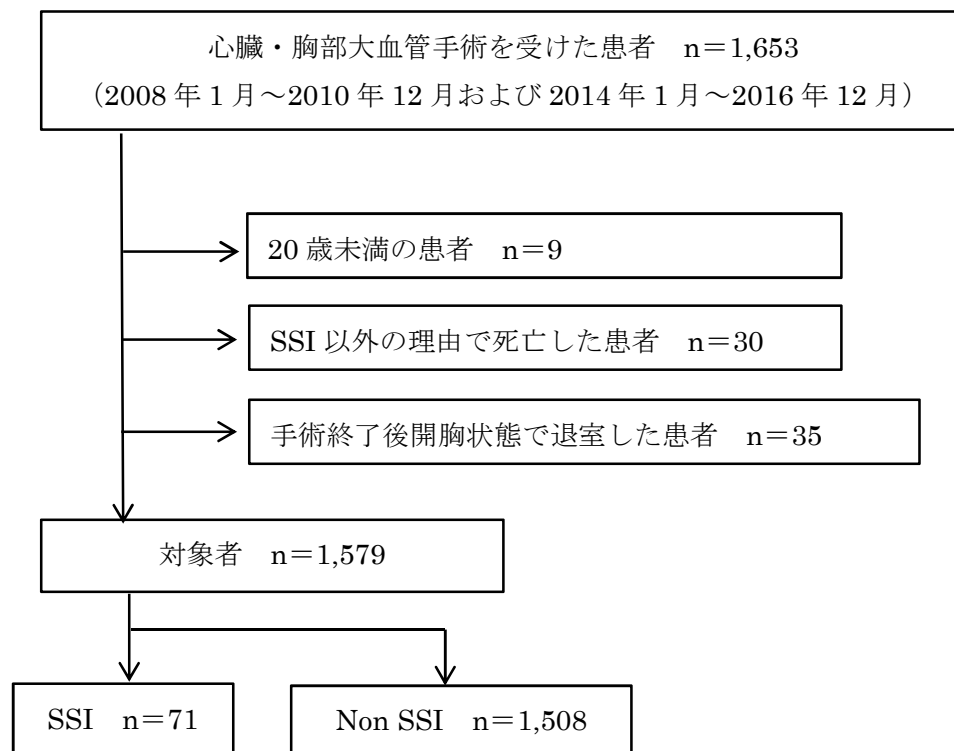 心臓・胸部大血管手術を受けた患者　n＝1,653
（2008 年 1 月～2010 年 12 月および 2014 年 1 月～2016 年 12 月）
20 歳未満の患者　n＝9
SSI 以外の理由で死亡した患者　n＝30
手術終了後開胸状態で退室した患者　n＝35
対象者　n＝1,579
SSI　n＝71
Non SSI　n＝1,508